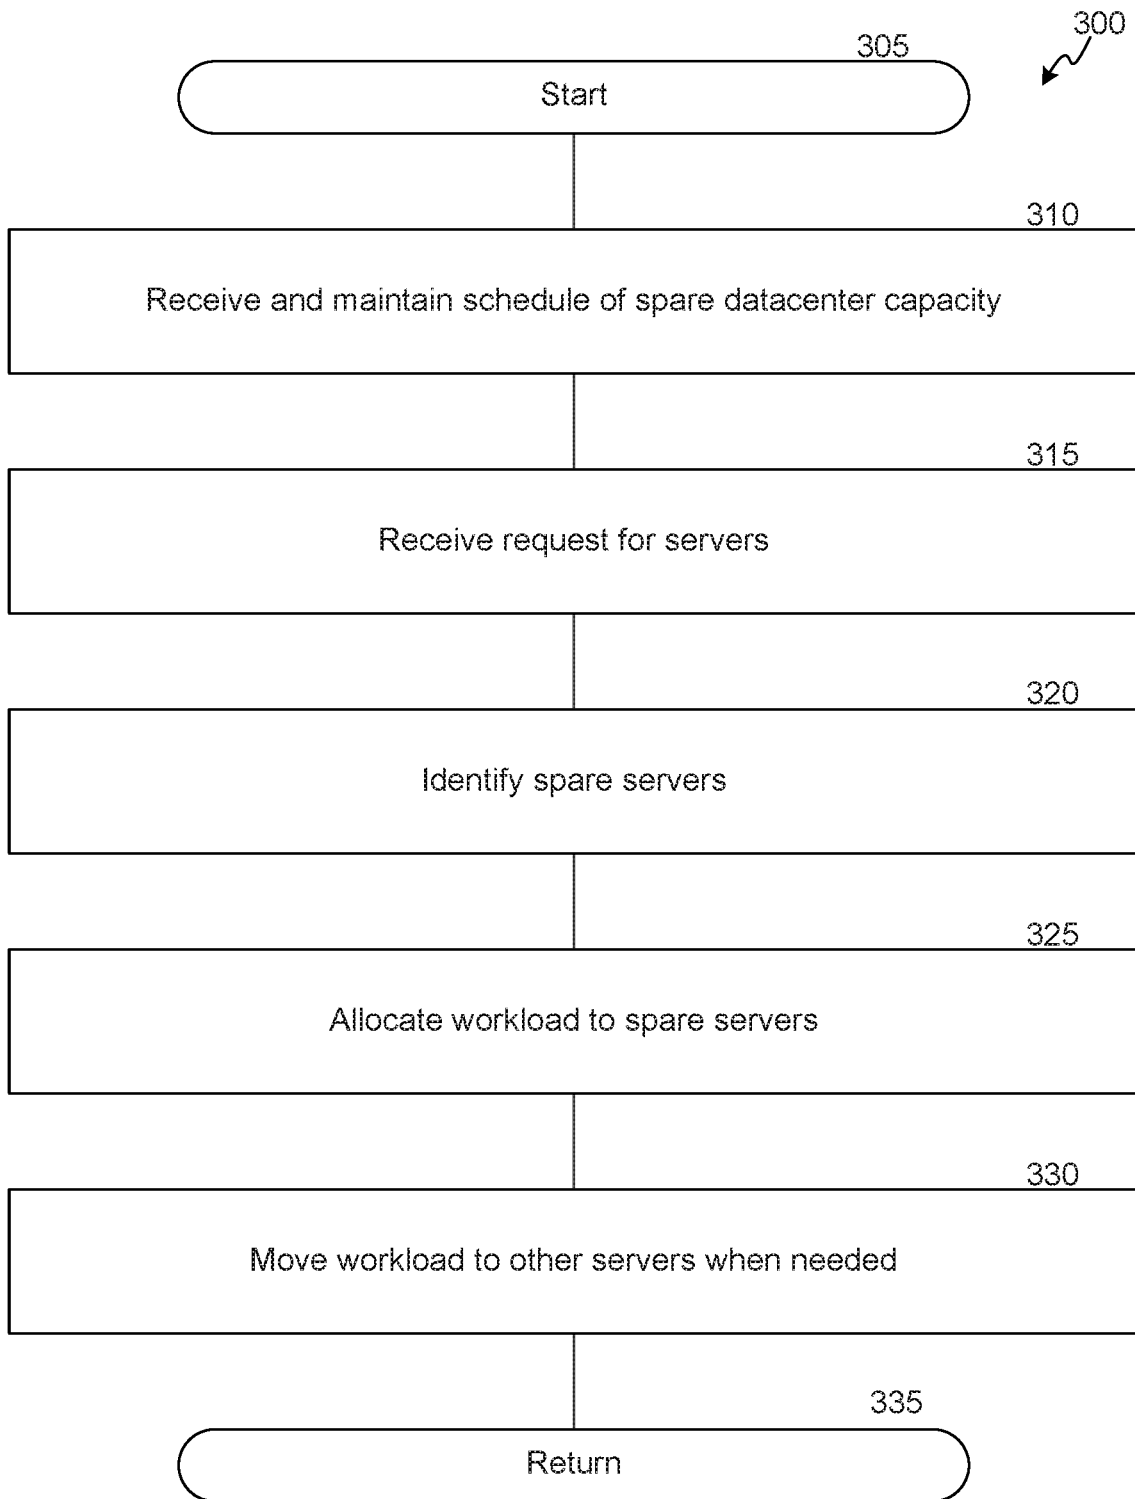 300
305
Start
310
Receive and maintain schedule of spare datacenter capacity
315
Receive request for servers
320
Identify spare servers
325
Allocate workload to spare servers
330
Move workload to other servers when needed
335
Return